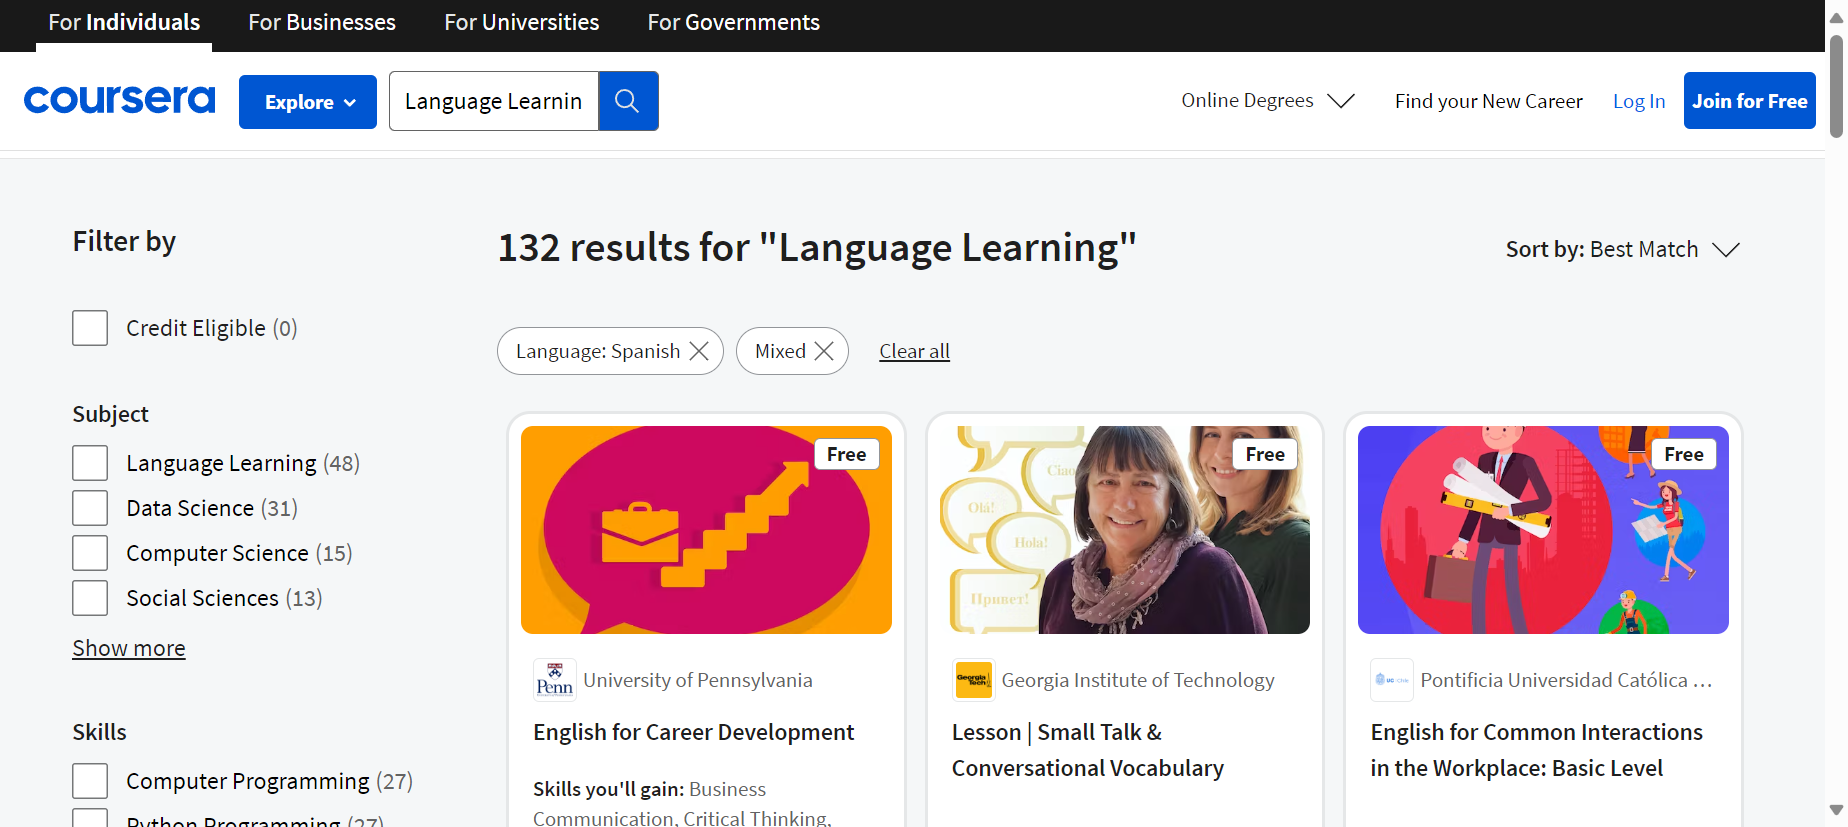 For Individuals For Businesses For Universities For Governments
coursera Explore Language Learnin Online Degrees Find your New Career Log In Join for Free
Filter by
132 results for "Language Learning"
Sort by: Best Match
Credit Eligible (0)
Language: Spanish Mixed Clear all
Subject
Language Learning (48)
Data Science (31)
Computer Science (15)
Social Sciences (13)
Show more
Skills
Computer Programming (27)
Python Programming (27)
Free
Penn University of Pennsylvania
English for Career Development
Skills you'll gain: Business
Communication, Critical Thinking,
Free
Ciao
Olá!
Hola!
Привет!
Georgia Tech Georgia Institute of Technology
Lesson | Small Talk &
Conversational Vocabulary
Free
UC Chile Pontificia Universidad Católica ...
English for Common Interactions
in the Workplace: Basic Level